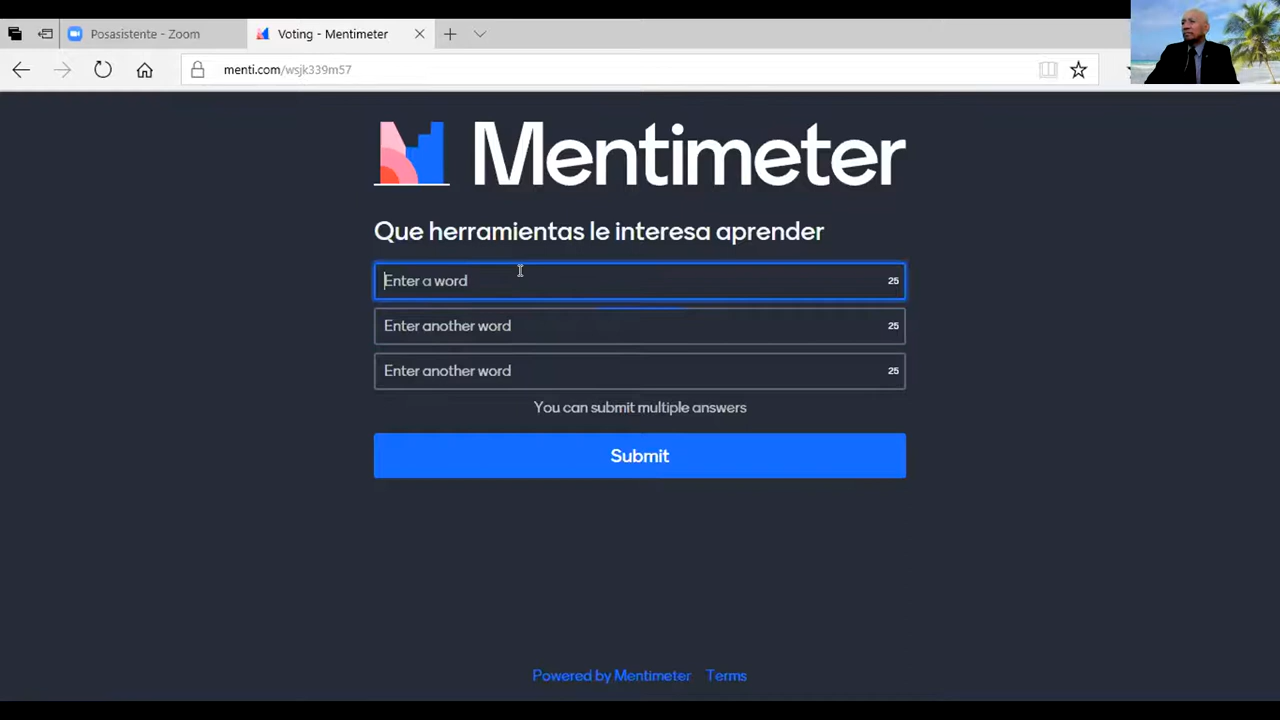 Posasistente - Zoom
Voting - Mentimeter
menti.com/wsjk339m57
Mentimeter
Que herramientas le interesa aprender
Enter a word 25
Enter another word 25
Enter another word 25
You can submit multiple answers
Submit
Powered by Mentimeter Terms